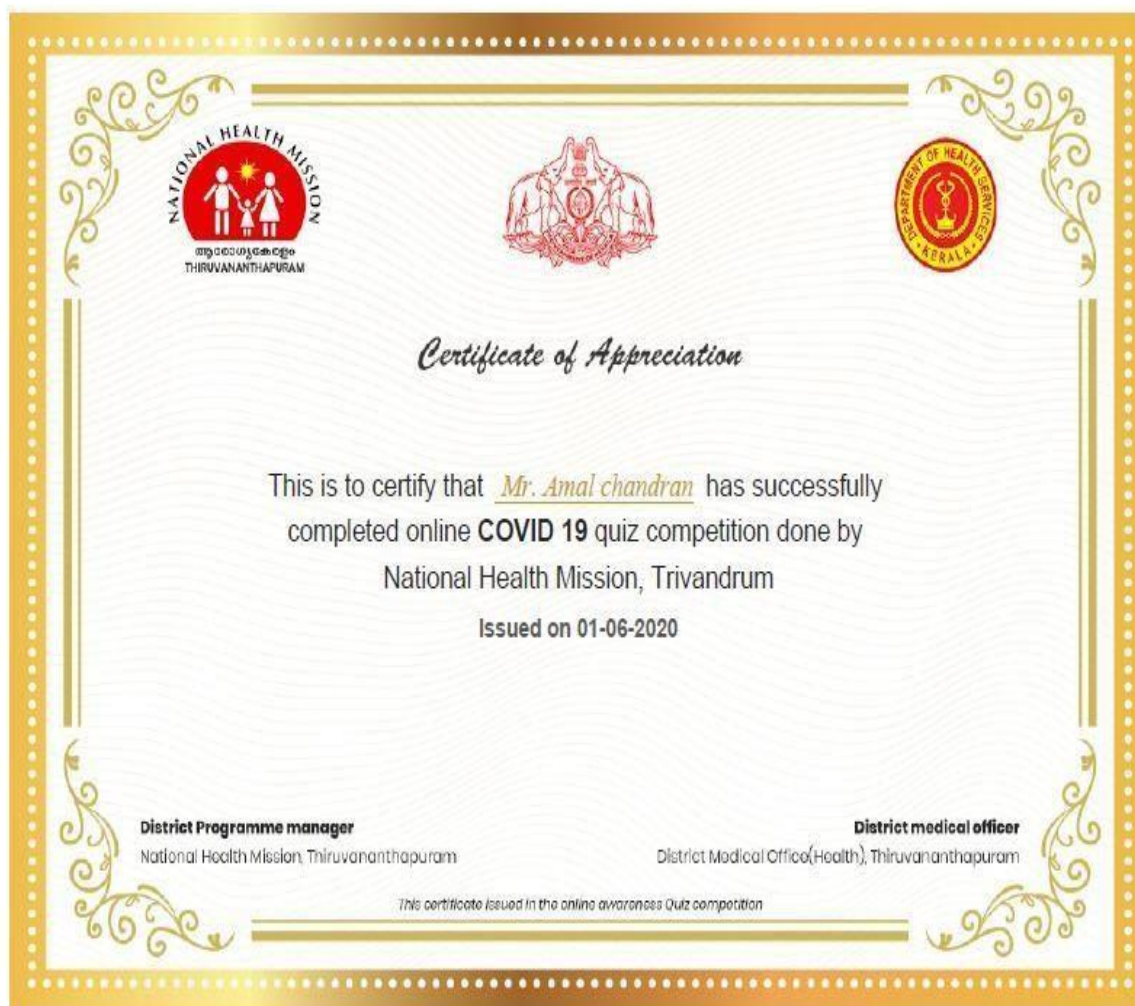 NATIONAL HEALTH MISSION
ആരോഗ്യകേരളം
THIRUVANANTHAPURAM
DEPARTMENT OF HEALTH SERVICES
KERALA
Certificate of Appreciation
This is to certify that Mr. Amal chandran has successfully
completed online COVID 19 quiz competition done by
National Health Mission, Trivandrum
Issued on 01-06-2020
District Programme manager
National Health Mission, Thiruvananthapuram
District medical officer
District Medical Office(Health), Thiruvananthapuram
This certificate issued in the online awareness Quiz competition